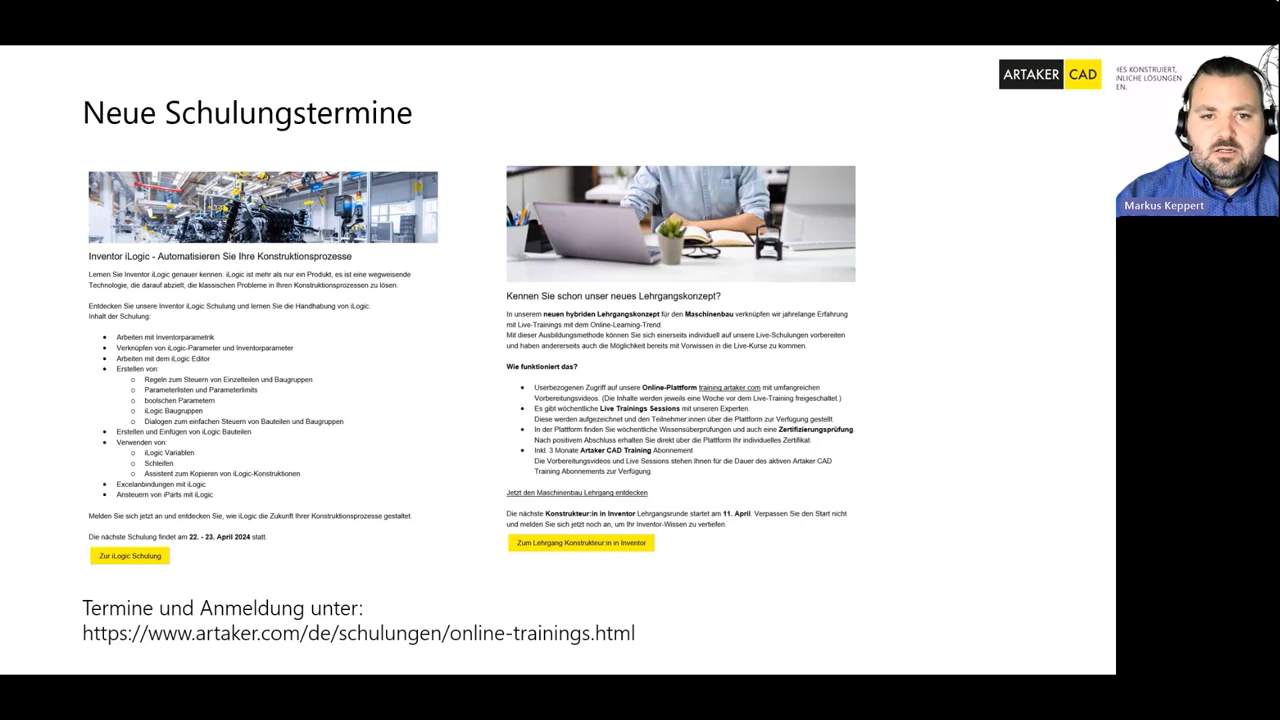 Neue Schulungstermine
ARTAKER CAD
HES KONSTRUIERT,
NLICHE LÖSUNGEN
EN.
Markus Keppert
Inventor iLogic - Automatisieren Sie Ihre Konstruktionsprozesse
Lernen Sie Inventor iLogic genauer kennen. iLogic ist mehr als nur ein Produkt, es ist eine wegweisende
Technologie, die darauf abzielt, die klassischen Probleme in Ihren Konstruktionsprozessen zu lösen.
Entdecken Sie unsere Inventor iLogic Schulung und lernen Sie die Handhabung von iLogic.
Inhalt der Schulung:
• Arbeiten mit Inventorparametrik
• Verknüpfen von iLogic-Parameter und Inventorparameter
• Arbeiten mit dem iLogic Editor
• Erstellen von:
o Regeln zum Steuern von Einzelteilen und Baugruppen
o Parameterlisten und Parameterlimits
o boolschen Parametern
o iLogic Baugruppen
o Dialogen zum einfachen Steuern von Bauteilen und Baugruppen
• Erstellen und Einfügen von iLogic Bauteilen
• Verwenden von:
o iLogic Variablen
o Schleifen
o Assistent zum Kopieren von iLogic-Konstruktionen
• Excelanbindungen mit iLogic
• Ansteuern von iParts mit iLogic
Melden Sie sich jetzt an und entdecken Sie, wie iLogic die Zukunft Ihrer Konstruktionsprozesse gestaltet.
Die nächste Schulung findet am 22. - 23. April 2024 statt.
Zur iLogic Schulung
Kennen Sie schon unser neues Lehrgangskonzept?
In unserem neuen hybriden Lehrgangskonzept für den Maschinenbau verknüpfen wir jahrelange Erfahrung
mit Live-Trainings mit dem Online-Learning-Trend.
Mit dieser Ausbildungsmethode können Sie sich einerseits individuell auf unsere Live-Schulungen vorbereiten
und haben andererseits auch die Möglichkeit bereits mit Vorwissen in die Live-Kurse zu kommen.
Wie funktioniert das?
• Userbezogenen Zugriff auf unsere Online-Plattform training.artaker.com mit umfangreichen
Vorbereitungsvideos. (Die Inhalte werden jeweils eine Woche vor dem Live-Training freigeschaltet.)
• Es gibt wöchentliche Live Trainings Sessions mit unseren Experten.
Diese werden aufgezeichnet und den Teilnehmer:innen über die Plattform zur Verfügung gestellt.
• In der Plattform finden Sie wöchentliche Wissensüberprüfungen und auch eine Zertifizierungsprüfung.
Nach positivem Abschluss erhalten Sie direkt über die Plattform Ihr individuelles Zertifikat.
• Inkl. 3 Monate Artaker CAD Training Abonnement
Die Vorbereitungsvideos und Live Sessions stehen Ihnen für die Dauer des aktiven Artaker CAD
Training Abonnements zur Verfügung.
Jetzt den Maschinenbau Lehrgang entdecken
Die nächste Konstrukteur:in in Inventor Lehrgangsrunde startet am 11. April. Verpassen Sie den Start nicht
und melden Sie sich jetzt noch an, um Ihr Inventor-Wissen zu vertiefen.
Zum Lehrgang Konstrukteur:in in Inventor
Termine und Anmeldung unter:
https://www.artaker.com/de/schulungen/online-trainings.html